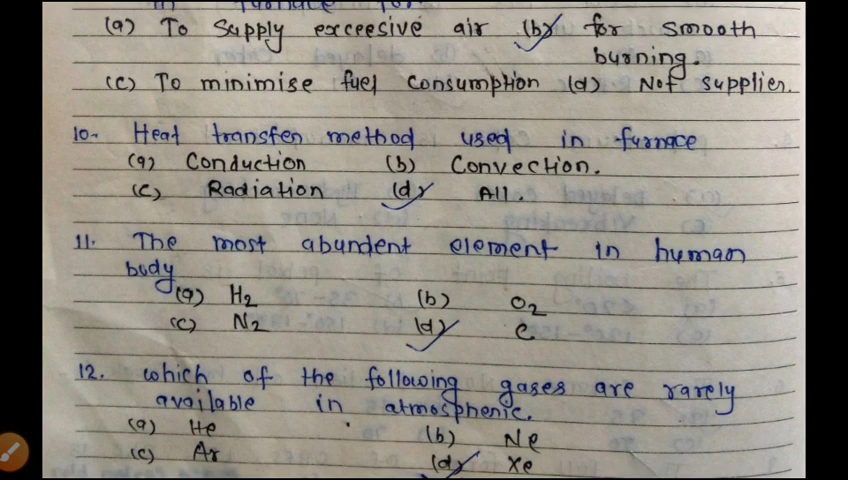 (a) To Supply exceesive air (b) for smooth
burning.
(c) To minimise fuel Consumption (d) Not supplier.
10. Heat transfer method used in furnace
(a) Conduction (b) Convection.
(c) Radiation (d) All.
11. The most abundent element in human
body
(a) H2 (b) O2
(c) N2 (d) C
12. which of the following gases are rarely
available in atmospheric.
(a) He (b) Ne
(c) Ar (d) Xe